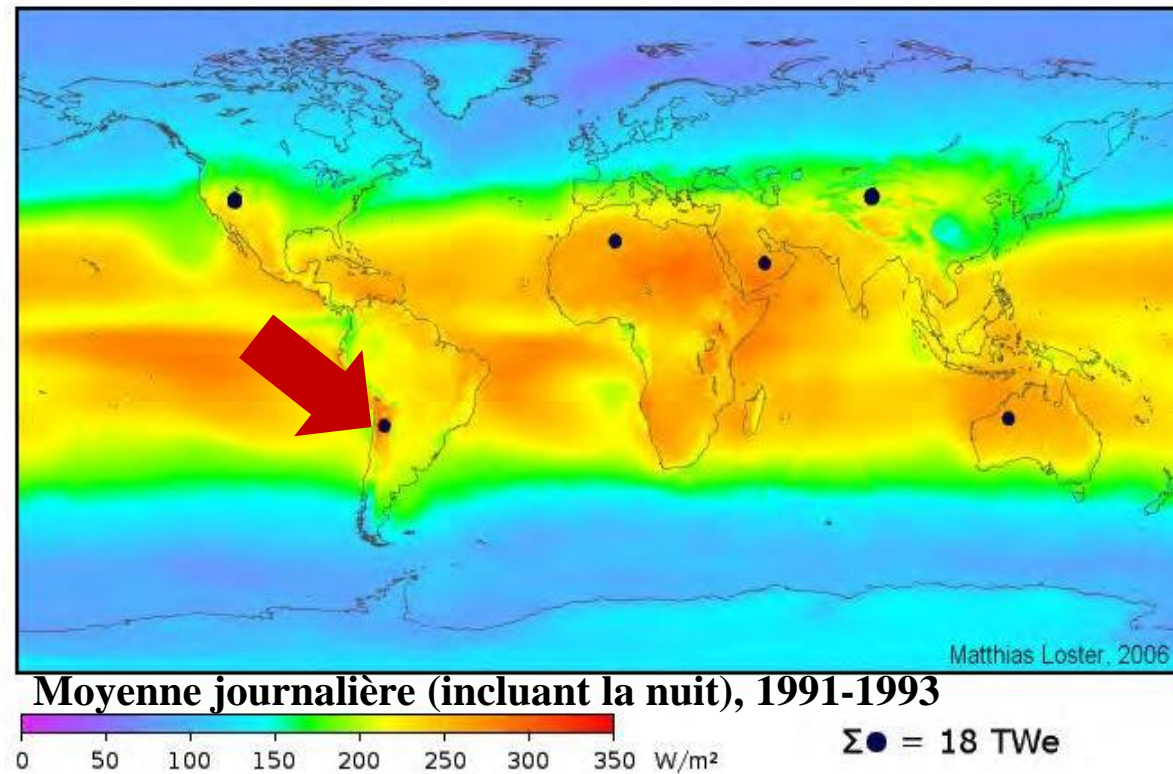 Matthias Loster, 2006
Moyenne journalière (incluant la nuit), 1991-1993
0 50 100 150 200 250 300 350 W/m²
Σ● = 18 TWe